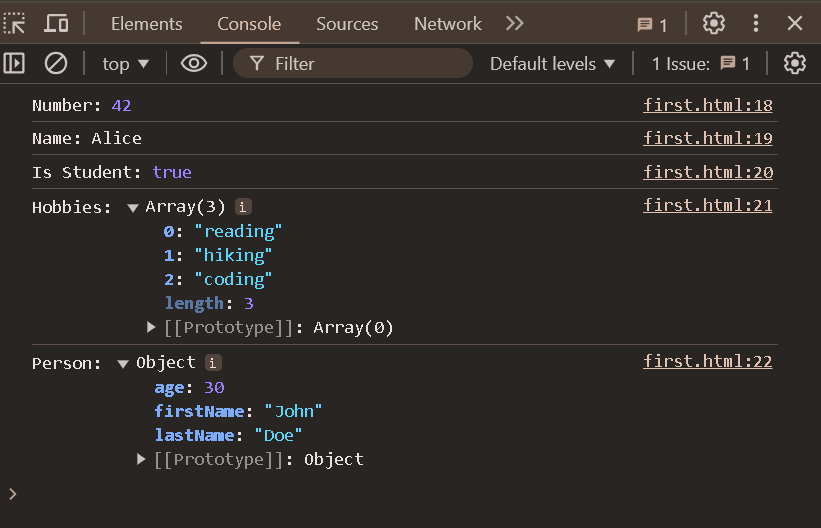 Elements Console Sources Network 1
top Filter Default levels 1 Issue: 1
Number: 42 first.html:18
Name: Alice first.html:19
Is Student: true first.html:20
Hobbies: Array(3) i first.html:21
0: "reading"
1: "hiking"
2: "coding"
length: 3
[[Prototype]]: Array(0)
Person: Object i first.html:22
age: 30
firstName: "John"
lastName: "Doe"
[[Prototype]]: Object